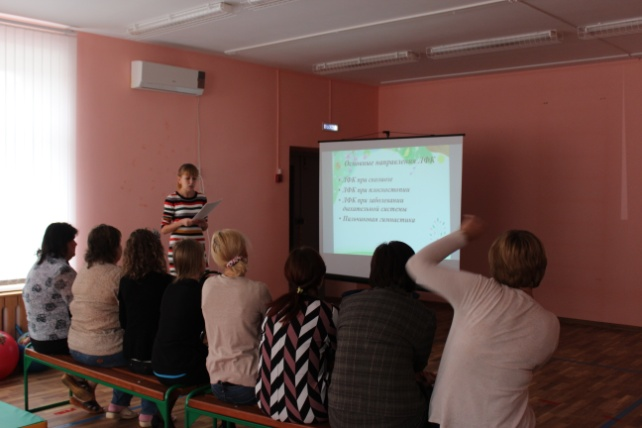 Основные направления ЛФК
ЛФК при сколиозе
ЛФК при плоскостопии
ЛФК при заболевании
дыхательной системы
Пальчиковая гимнастика